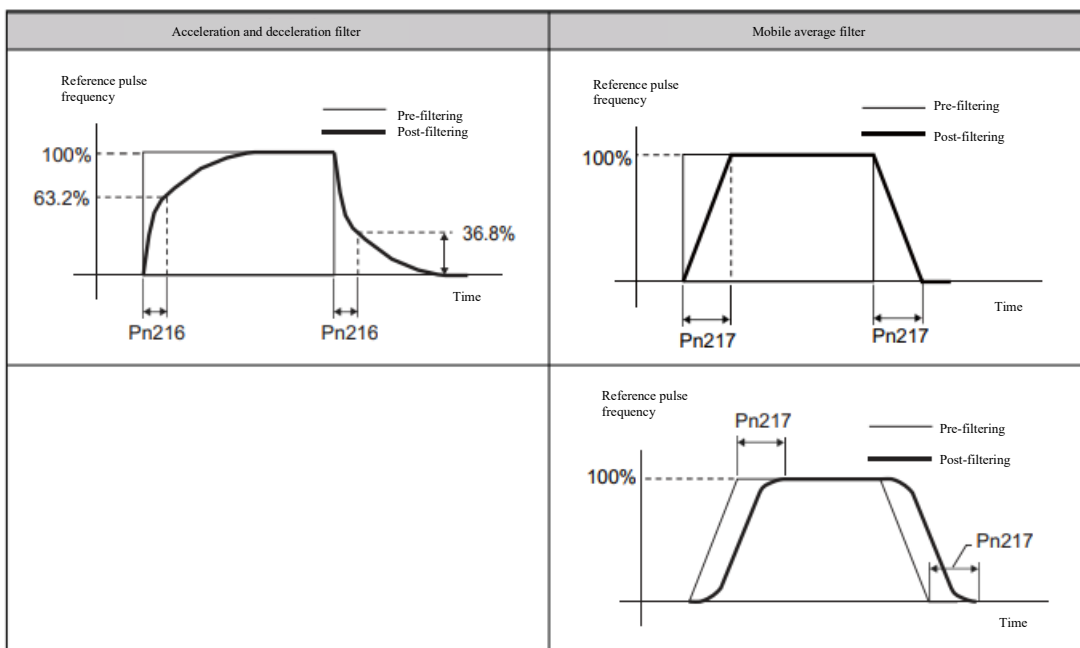 Acceleration and deceleration filter
Mobile average filter
Reference pulse
frequency
Pre-filtering
Post-filtering
100%
63.2%
36.8%
Time
Pn216
Pn216
Reference pulse
frequency
Pre-filtering
Post-filtering
100%
Time
Pn217
Pn217
Reference pulse
frequency
Pn217
Pre-filtering
Post-filtering
100%
Pn217
Time